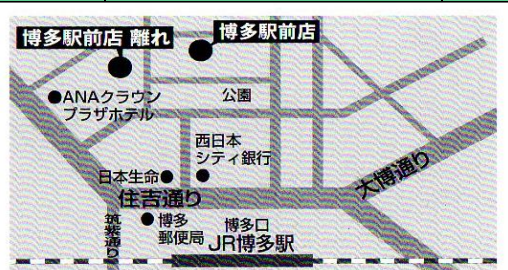 博多駅前店 離れ
博多駅前店
ANAクラウン
プラザホテル
公園
西日本
シティ銀行
日本生命
住吉通り
大博通り
筑紫通り
博多
郵便局
博多口
JR博多駅